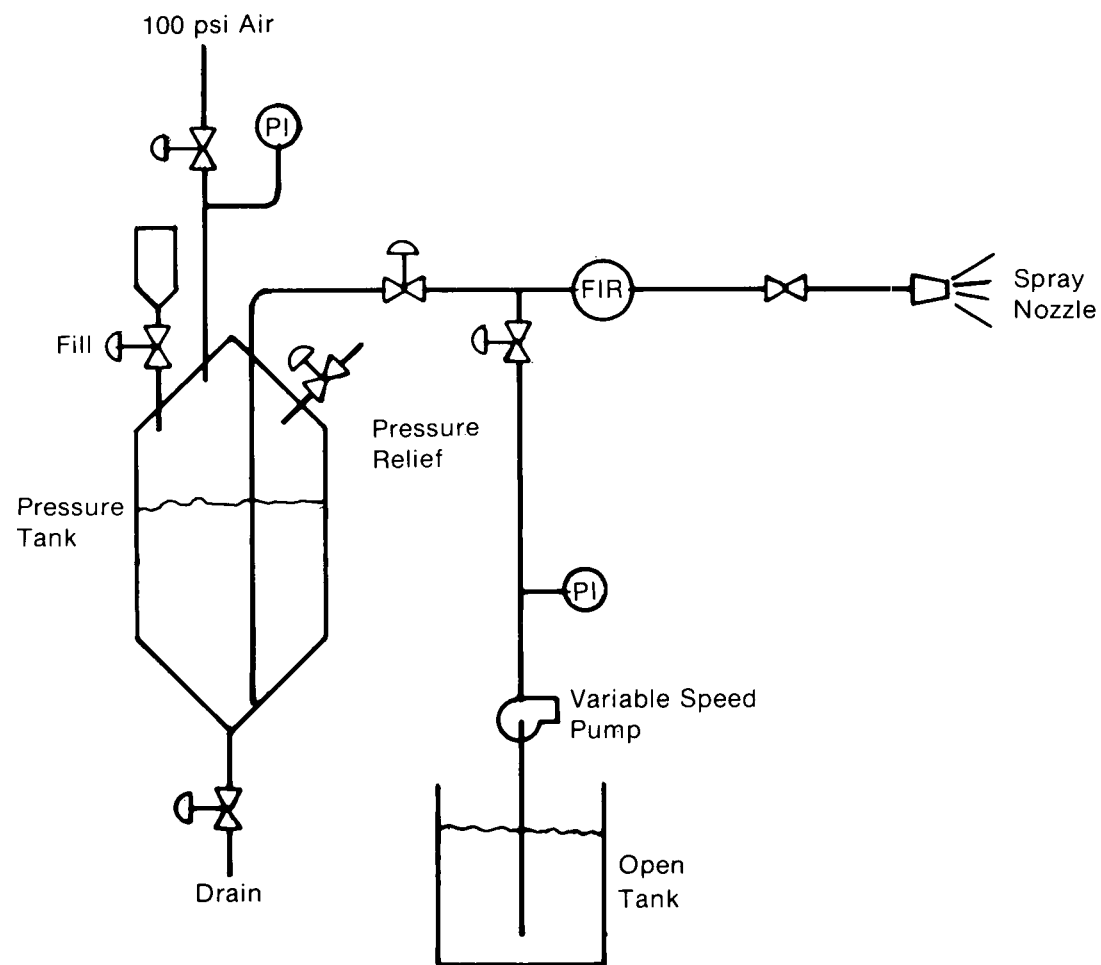 100 psi Air
PI
FIR
Spray
Nozzle
Fill
Pressure
Relief
Pressure
Tank
PI
Variable Speed
Pump
Open
Tank
Drain